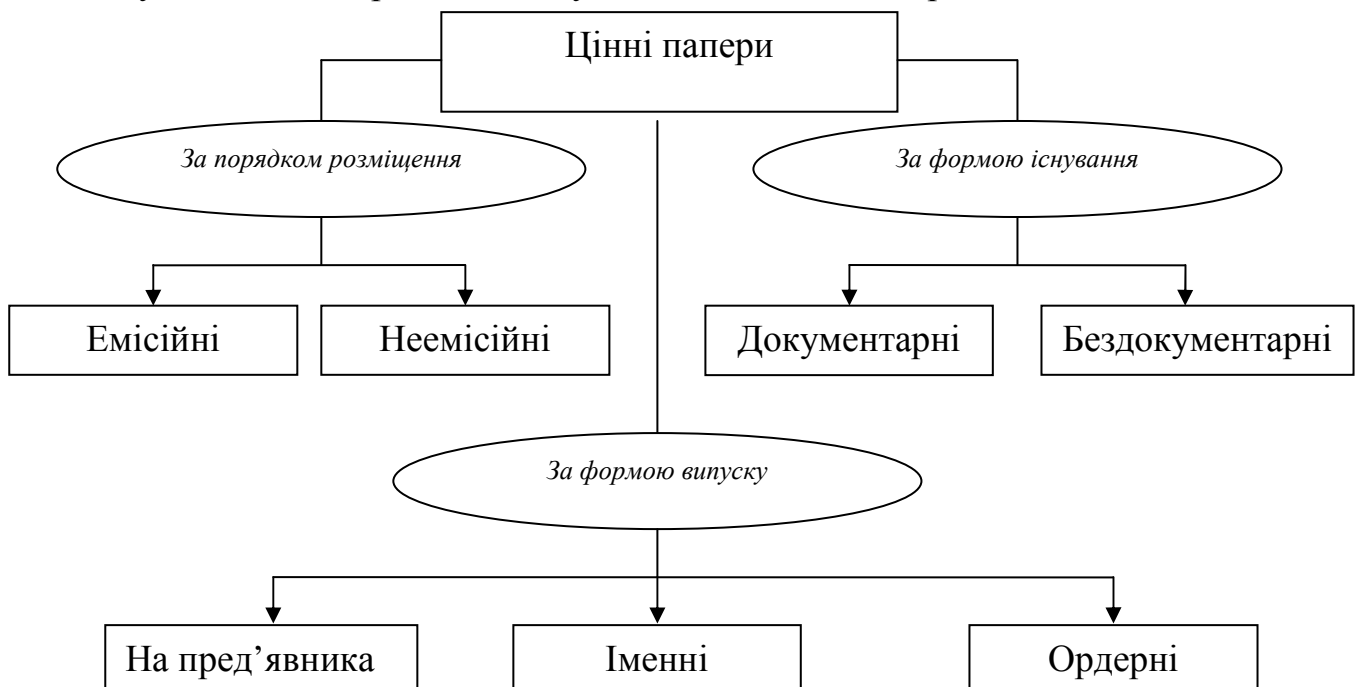 Цінні папери
За порядком розміщення
За формою існування
Емісійні
Неемісійні
Документарні
Бездокументарні
За формою випуску
На пред’явника
Іменні
Ордерні